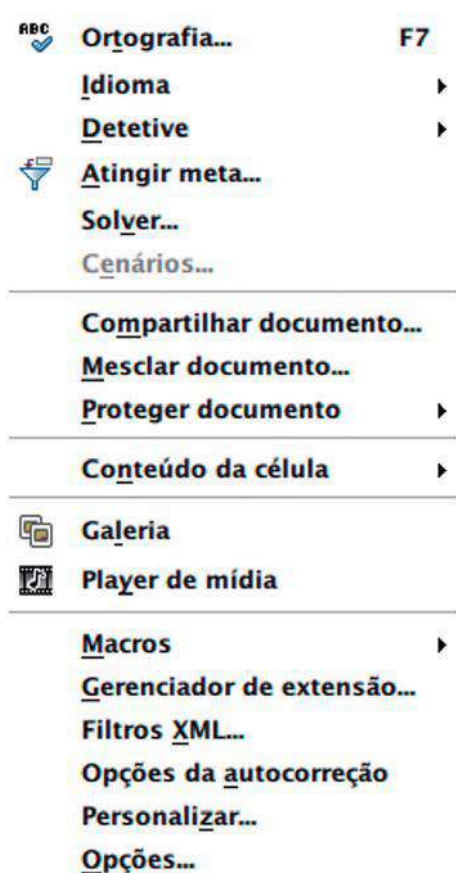 ABC Ortografia... F7
Idioma
Detetive
Atingir meta...
Solver...
Cenários...
Compartilhar documento...
Mesclar documento...
Proteger documento
Conteúdo da célula
Galeria
Player de mídia
Macros
Gerenciador de extensão...
Filtros XML...
Opções da autocorreção
Personalizar...
Opções...